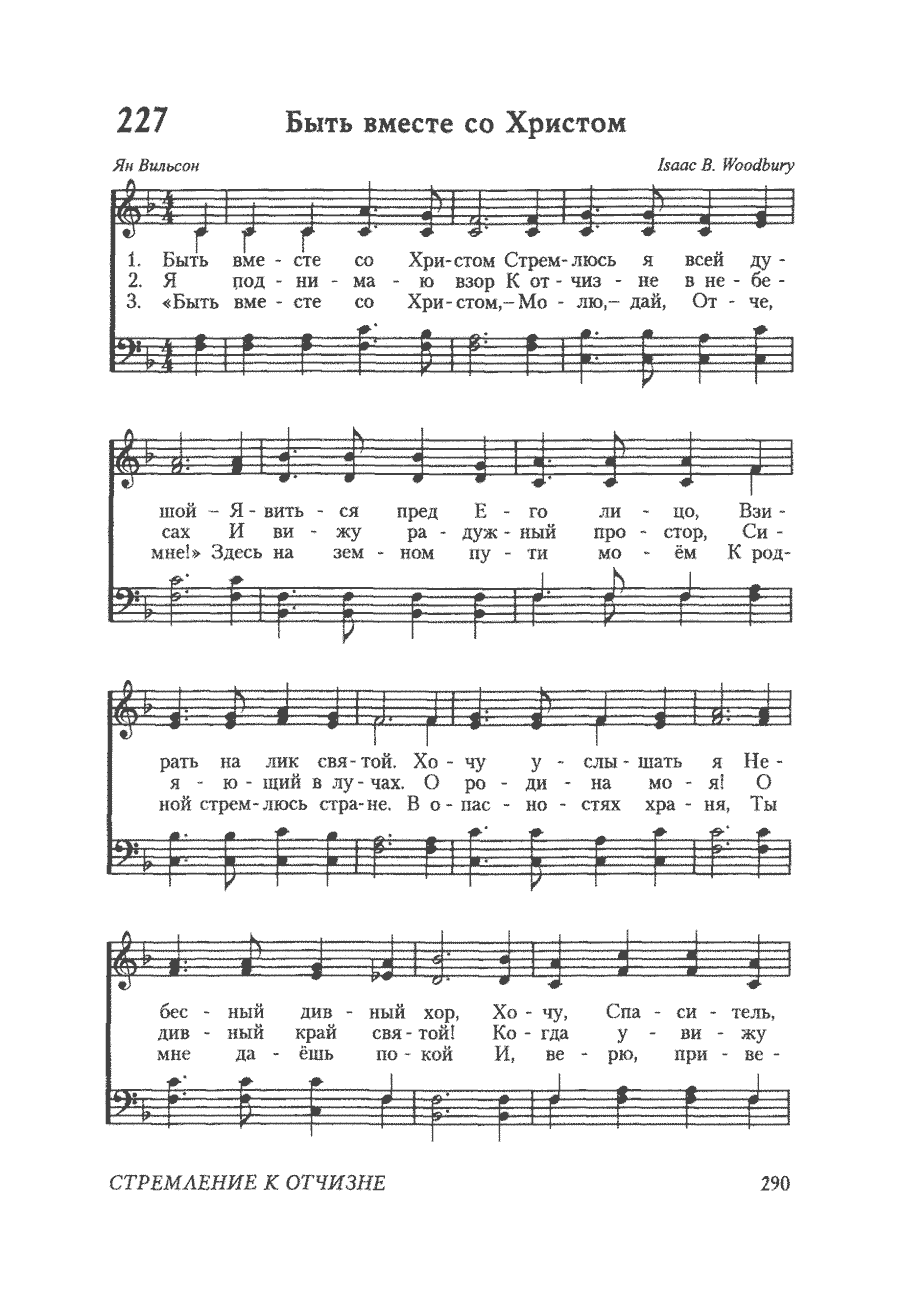 227 Быть вместе со Христом
Ян Вильсон Isaac B. Woodbury
1. Быть вме - сте со Хри- стом Стрем- люсь я всей ду -
2. Я под - ни - ма - ю взор К от - чиз - не в не - бе -
3. «Быть вме - сте со Хри- стом,– Мо - лю,– дай, От - че,
шой – Я - вить - ся пред Е - го ли - цо, Взи -
сах И ви - жу ра - дуж - ный про - стор, Си -
мне!» Здесь на зем - ном пу - ти мо - ём К род-
рать на лик свя- той. Хо - чу у - слы - шать я Не -
я - ю - щий в лу - чах. О ро - ди - на мо - я! О
ной стрем- люсь стра- не. В о - пас - но - стях хра - ня, Ты
бес - ный див - ный хор, Хо - чу, Спа - си - тель,
див - ный край свя - той! Ко - гда у - ви - жу
мне да - ёшь по - кой И, ве - рю, при - ве -
СТРЕМЛЕНИЕ К ОТЧИЗНЕ 290